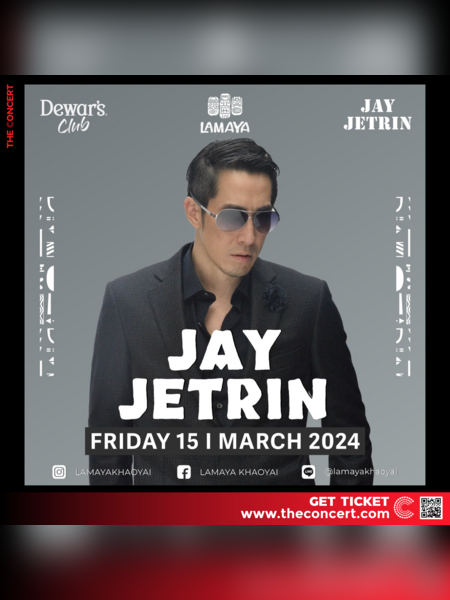 THE CONCERT
Dewar's
Club
LAMAYA
JAY
JETRIN
JAY
JETRIN
FRIDAY 15 I MARCH 2024
LAMAYAKHAOYAI
LAMAYA KHAOYAI
LINE
@lamayakhaoyai
GET TICKET
www.theconcert.com